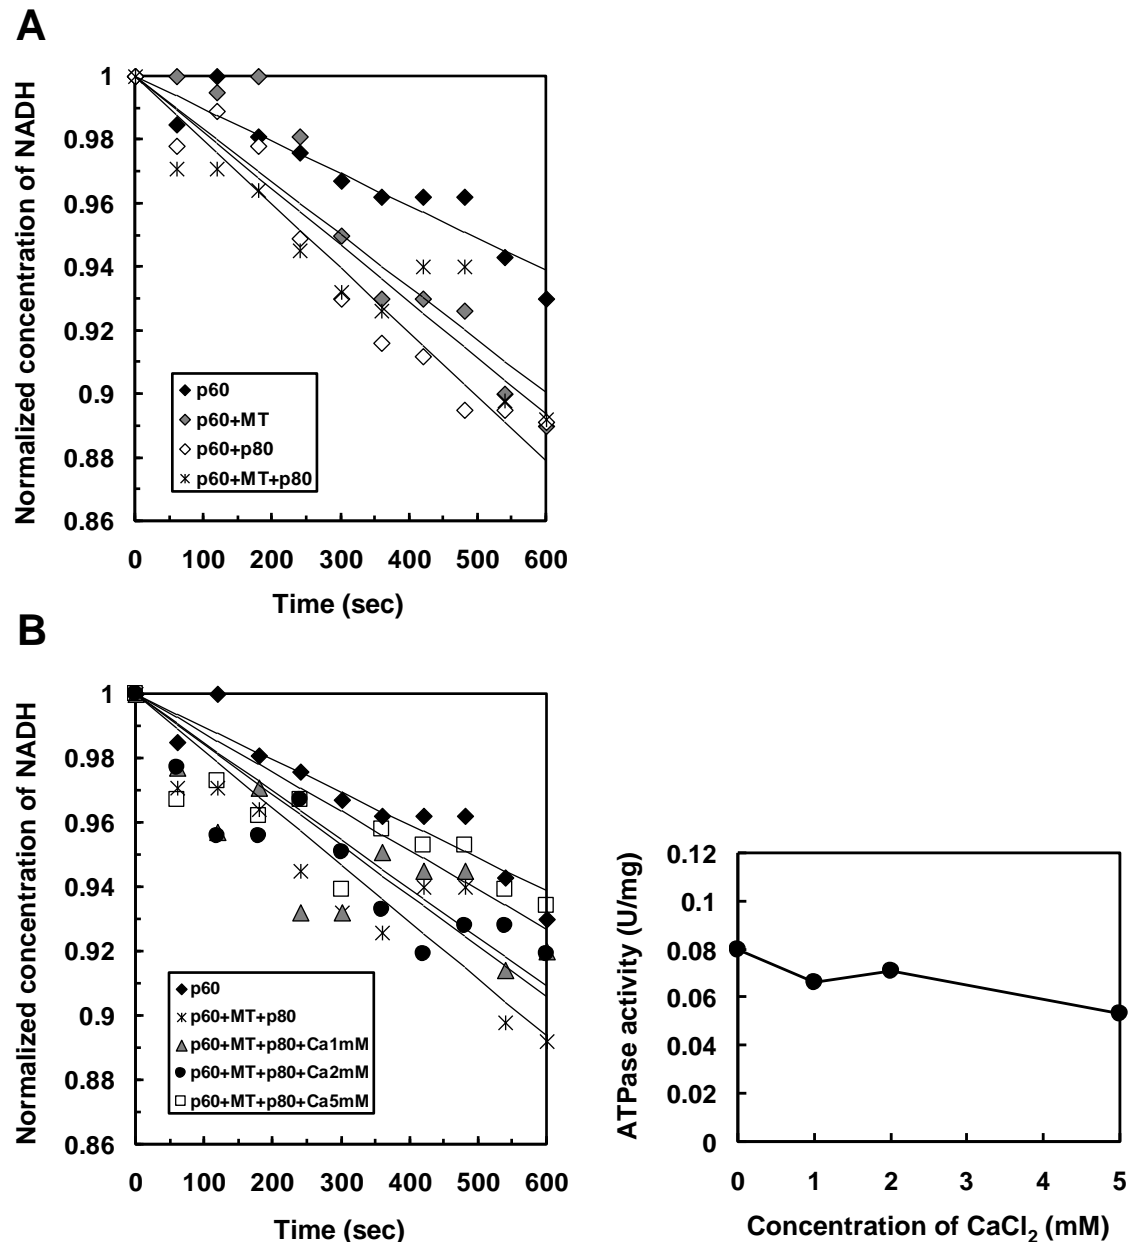 A
Normalized concentration of NADH
1
0.98
0.96
0.94
0.92
0.9
0.88
0.86
p60
p60+MT
p60+p80
p60+MT+p80
0 100 200 300 400 500 600
Time (sec)
B
Normalized concentration of NADH
1
0.98
0.96
0.94
0.92
0.9
0.88
0.86
p60
p60+MT+p80
p60+MT+p80+Ca1mM
p60+MT+p80+Ca2mM
p60+MT+p80+Ca5mM
0 100 200 300 400 500 600
Time (sec)
ATPase activity (U/mg)
0.12
0.1
0.08
0.06
0.04
0.02
0
0 1 2 3 4 5
Concentration of CaCl₂ (mM)